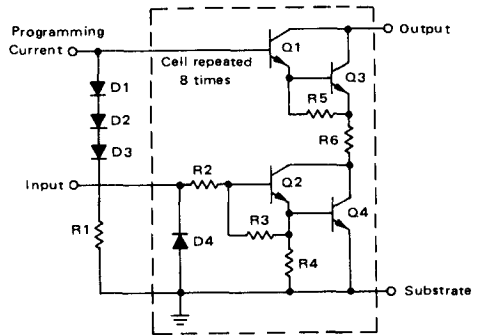 Programming
Current
Output
Q1
Cell repeated
8 times
Q3
D1
R5
D2
R6
D3
R2
Input
Q2
R1
R3
Q4
D4
R4
Substrate